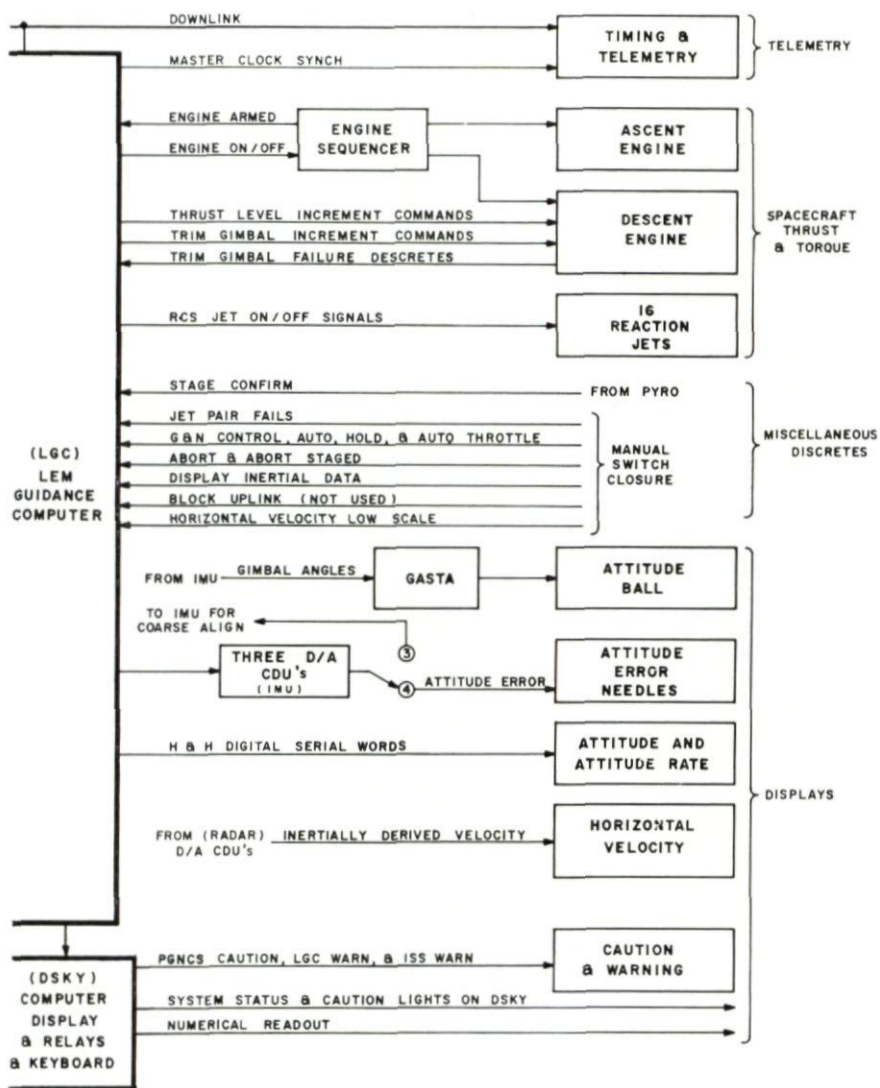 DOWNLINK
TIMING &
TELEMETRY
TELEMETRY
MASTER CLOCK SYNCH
ENGINE ARMED
ENGINE ON/OFF
ENGINE
SEQUENCER
ASCENT
ENGINE
THRUST LEVEL INCREMENT COMMANDS
TRIM GIMBAL INCREMENT COMMANDS
TRIM GIMBAL FAILURE DESCRETES
DESCENT
ENGINE
SPACECRAFT
THRUST
& TORQUE
RCS JET ON/OFF SIGNALS
16
REACTION
JETS
STAGE CONFIRM
FROM PYRO
JET PAIR FAILS
G&N CONTROL, AUTO, HOLD, & AUTO THROTTLE
ABORT & ABORT STAGED
DISPLAY INERTIAL DATA
BLOCK UPLINK (NOT USED)
HORIZONTAL VELOCITY LOW SCALE
MANUAL
SWITCH
CLOSURE
MISCELLANEOUS
DISCRETES
(LGC)
LEM
GUIDANCE
COMPUTER
FROM IMU
GIMBAL ANGLES
GASTA
ATTITUDE
BALL
TO IMU FOR
COARSE ALIGN
3
THREE D/A
CDU's
(IMU)
4
ATTITUDE ERROR
ATTITUDE
ERROR
NEEDLES
H & H DIGITAL SERIAL WORDS
ATTITUDE AND
ATTITUDE RATE
DISPLAYS
FROM (RADAR)
D/A CDU's
INERTIALLY DERIVED VELOCITY
HORIZONTAL
VELOCITY
PGNCS CAUTION, LGC WARN, & ISS WARN
CAUTION
& WARNING
SYSTEM STATUS & CAUTION LIGHTS ON DSKY
NUMERICAL READOUT
(DSKY)
COMPUTER
DISPLAY
& RELAYS
& KEYBOARD